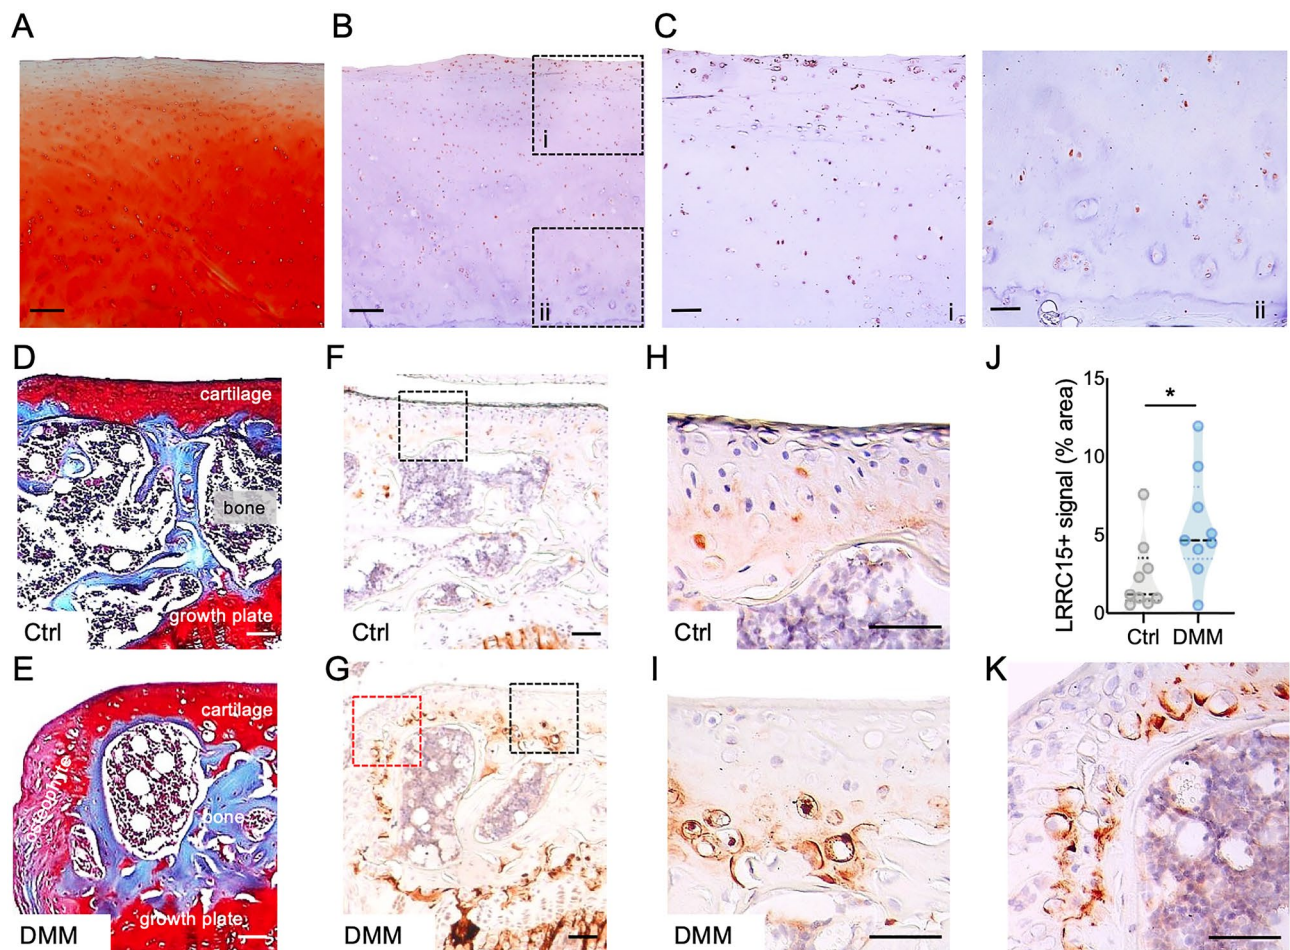 A
B
C
i
ii
i
ii
D
cartilage
bone
growth plate
Ctrl
F
Ctrl
H
Ctrl
J
LRRC15+ signal (% area)
15
10
5
0
*
Ctrl
DMM
E
cartilage
osteophyte
bone
growth plate
DMM
G
DMM
I
DMM
K